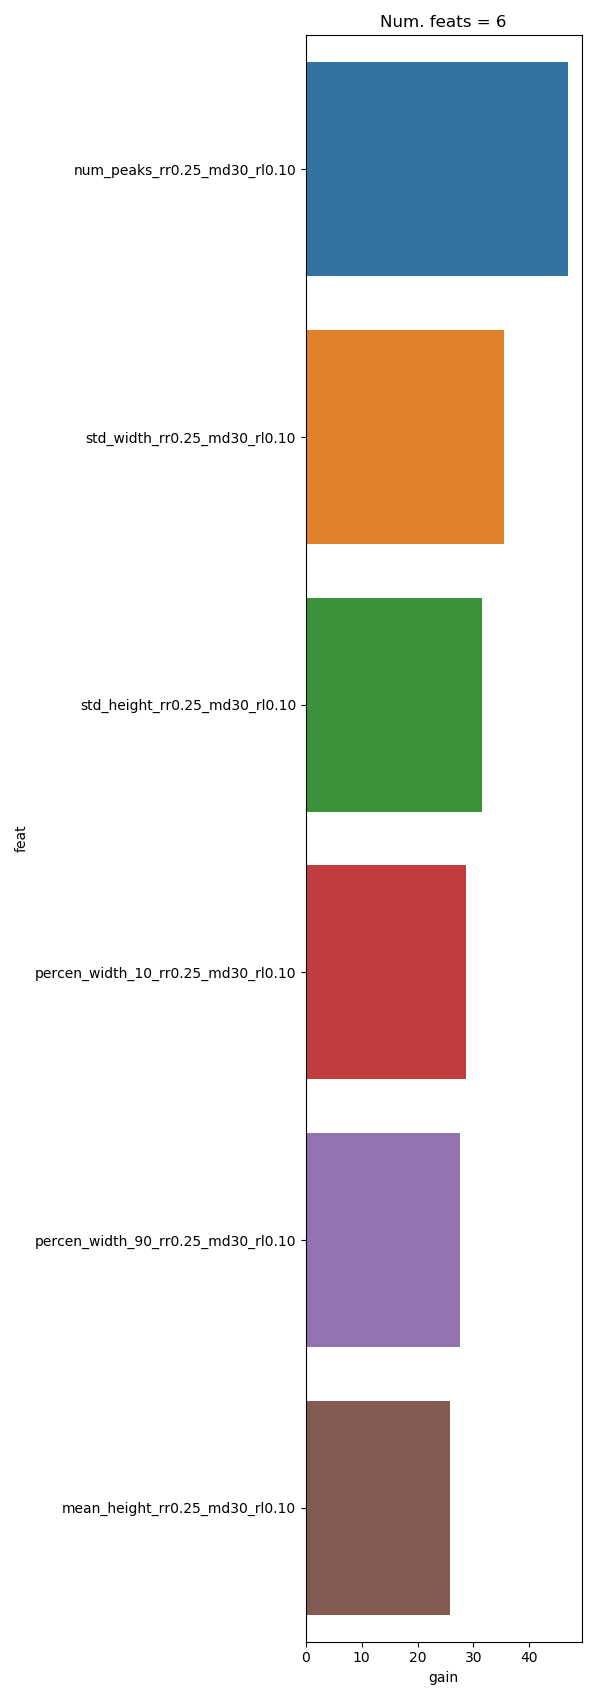 Num. feats = 6
num_peaks_rr0.25_md30_rl0.10
std_width_rr0.25_md30_rl0.10
std_height_rr0.25_md30_rl0.10
feat
percen_width_10_rr0.25_md30_rl0.10
percen_width_90_rr0.25_md30_rl0.10
mean_height_rr0.25_md30_rl0.10
0 10 20 30 40
gain